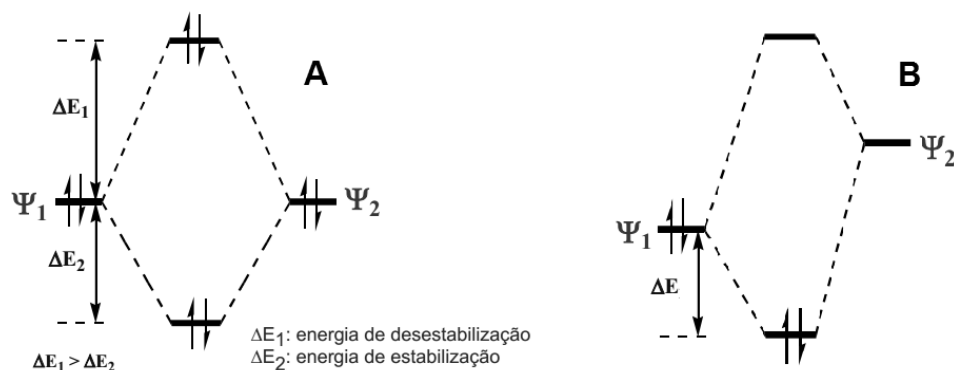 A
B
ΔE₁
Ψ₂
Ψ₁
Ψ₂
Ψ₁
ΔE₂
ΔE
ΔE₁: energia de desestabilização
ΔE₂: energia de estabilização
ΔE₁ > ΔE₂